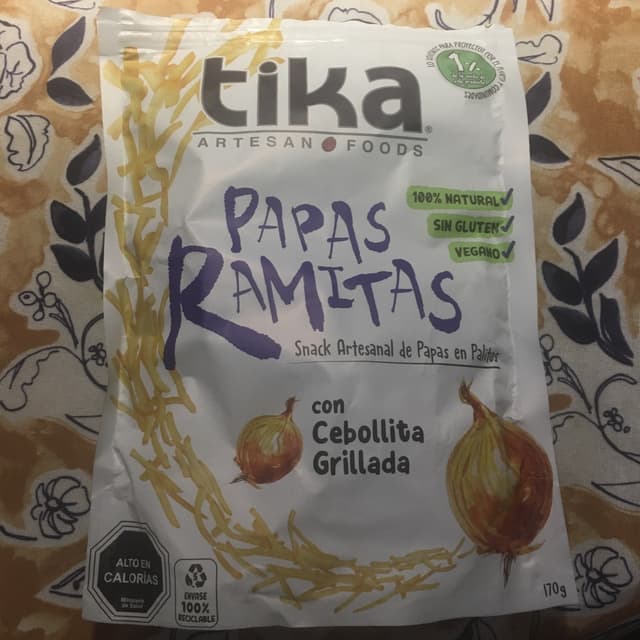 tika
ARTESAN FOODS
1%
PAPAS
RAMITAS
100% NATURAL
SIN GLUTEN
VEGANO
Snack Artesanal de Papas en Palitos
con
Cebollita
Grillada
ALTO EN
CALORÍAS
Ministerio
de Salud
ENVASE
100%
RECICLABLE
170g